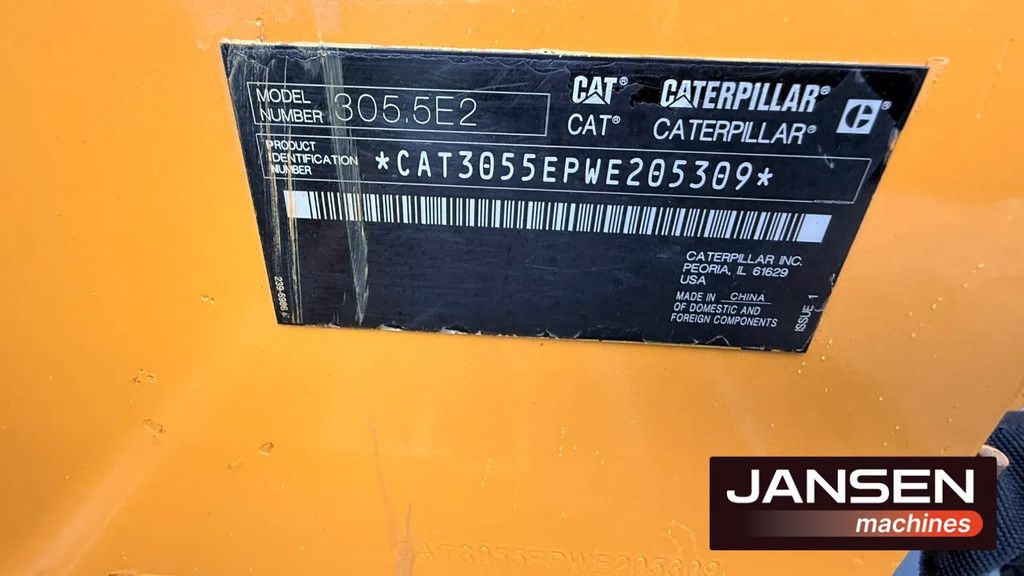 MODEL NUMBER 305.5E2
CAT® CATERPILLAR®
CAT® CATERPILLAR®
PRODUCT IDENTIFICATION NUMBER *CAT3055EPWE205309*
CATERPILLAR INC.
PEORIA, IL 61629
USA
MADE IN CHINA
OF DOMESTIC AND
FOREIGN COMPONENTS
ISSUE 1
CAT3055EPWE205309
JANSEN
machines